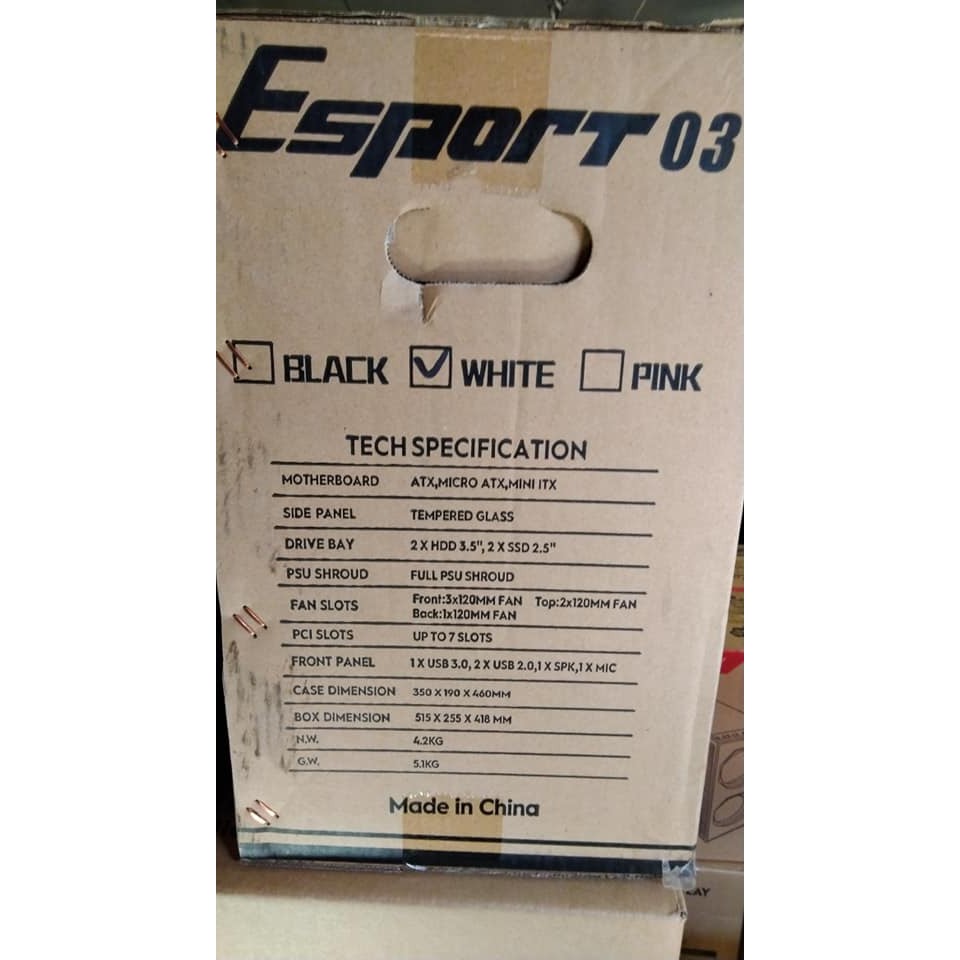 Esport 03
BLACK WHITE PINK
TECH SPECIFICATION
MOTHERBOARD ATX,MICRO ATX,MINI ITX
SIDE PANEL TEMPERED GLASS
DRIVE BAY 2 X HDD 3.5", 2 X SSD 2.5"
PSU SHROUD FULL PSU SHROUD
FAN SLOTS Front:3x120MM FAN Top:2x120MM FAN
Back:1x120MM FAN
PCI SLOTS UP TO 7 SLOTS
FRONT PANEL 1 X USB 3.0, 2 X USB 2.0,1 X SPK,1 X MIC
CASE DIMENSION 350 X 190 X 460MM
BOX DIMENSION 515 X 255 X 418 MM
N.W. 4.2KG
G.W. 5.1KG
Made in China